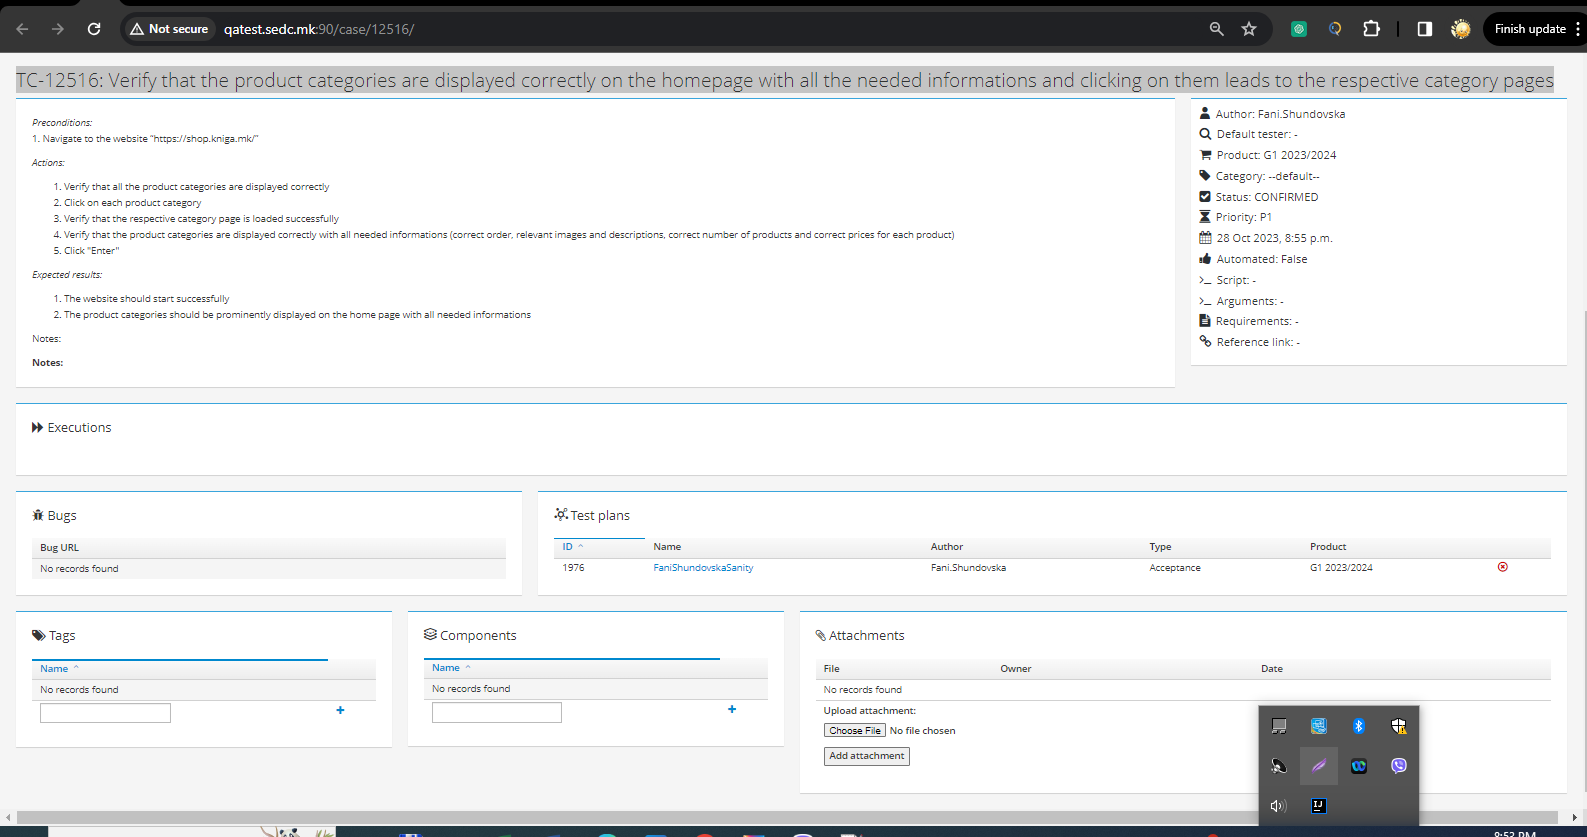 Not secure
qatest.sedc.mk:90/case/12516/
Finish update
TC-12516: Verify that the product categories are displayed correctly on the homepage with all the needed informations and clicking on them leads to the respective category pages
Preconditions:
1. Navigate to the website "https://shop.kniga.mk/"
Actions:
1. Verify that all the product categories are displayed correctly
2. Click on each product category
3. Verify that the respective category page is loaded successfully
4. Verify that the product categories are displayed correctly with all needed informations (correct order, relevant images and descriptions, correct number of products and correct prices for each product)
5. Click "Enter"
Expected results:
1. The website should start successfully
2. The product categories should be prominently displayed on the home page with all needed informations
Notes:
Notes:
Author: Fani.Shundovska
Default tester: -
Product: G1 2023/2024
Category: --default--
Status: CONFIRMED
Priority: P1
28 Oct 2023, 8:55 p.m.
Automated: False
Script: -
Arguments: -
Requirements: -
Reference link: -
Executions
Bugs
Bug URL
No records found
Test plans
ID Name Author Type Product
1976 FaniShundovskaSanity Fani.Shundovska Acceptance G1 2023/2024
Tags
Name
No records found
Components
Name
No records found
Attachments
File Owner Date
No records found
Upload attachment:
Choose File No file chosen
Add attachment
IJ
8:53 PM